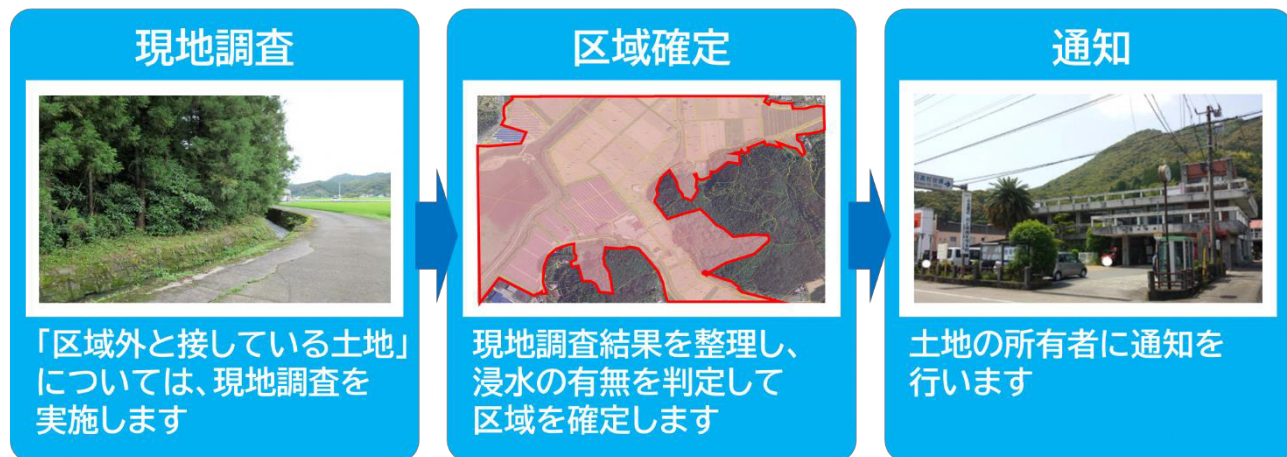 現地調査
「区域外と接している土地」
については、現地調査を
実施します
区域確定
現地調査結果を整理し、
浸水の有無を判定して
区域を確定します
通知
土地の所有者に通知を
行います